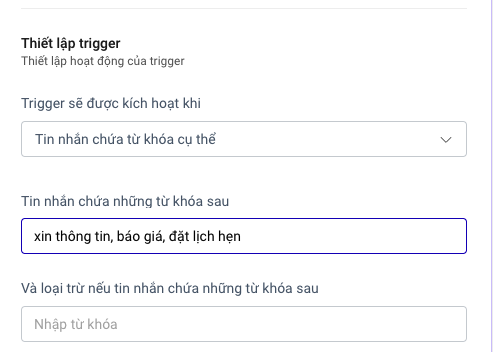 Thiết lập trigger
Thiết lập hoạt động của trigger
Trigger sẽ được kích hoạt khi
Tin nhắn chứa từ khóa cụ thể
Tin nhắn chứa những từ khóa sau
xin thông tin, báo giá, đặt lịch hẹn
Và loại trừ nếu tin nhắn chứa những từ khóa sau
Nhập từ khóa